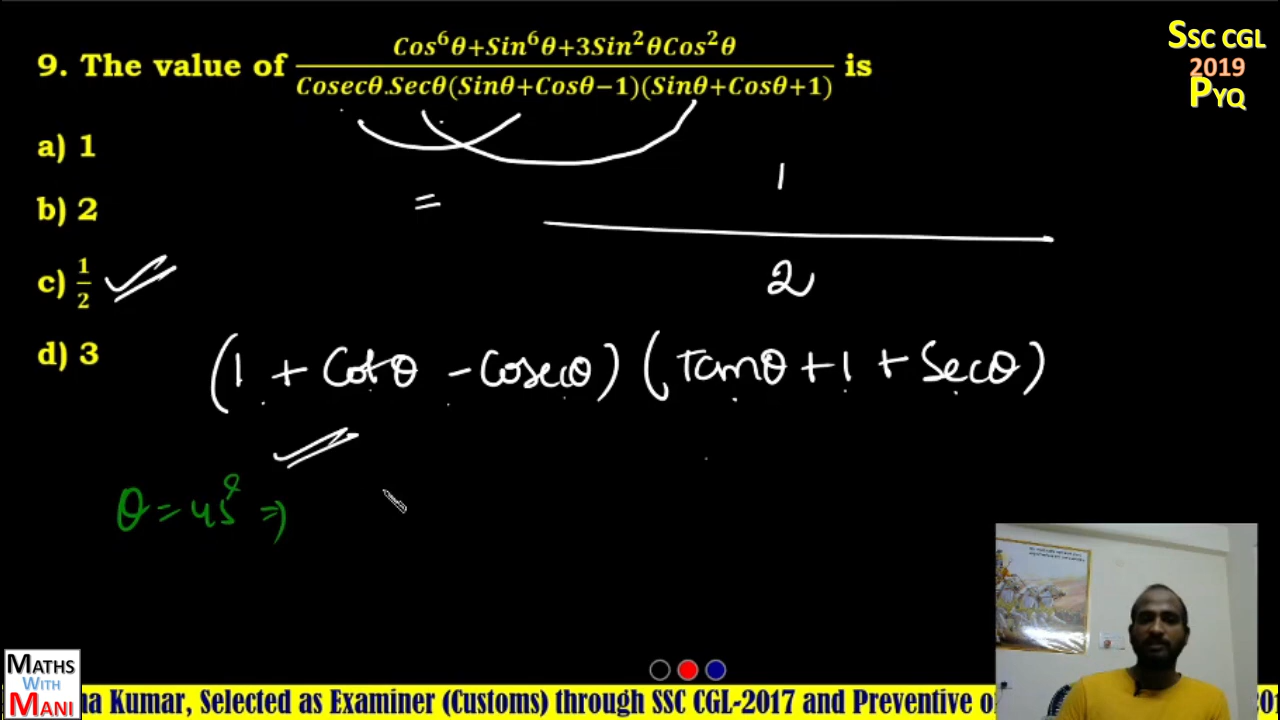 SSC CGL
2019
PYQ
9. The value of (Cos⁶θ+Sin⁶θ+3Sin²θCos²θ)/(Cosecθ.Secθ(Sinθ+Cosθ−1)(Sinθ+Cosθ+1)) is
a) 1
b) 2
c) 1/2
d) 3
= 1/2
(1 + Cotθ - Cosecθ) (Tanθ + 1 + Secθ)
θ = 45° ⇒
MATHS
WITH
MANI
Kumar, Selected as Examiner (Customs) through SSC CGL-2017 and Preventive